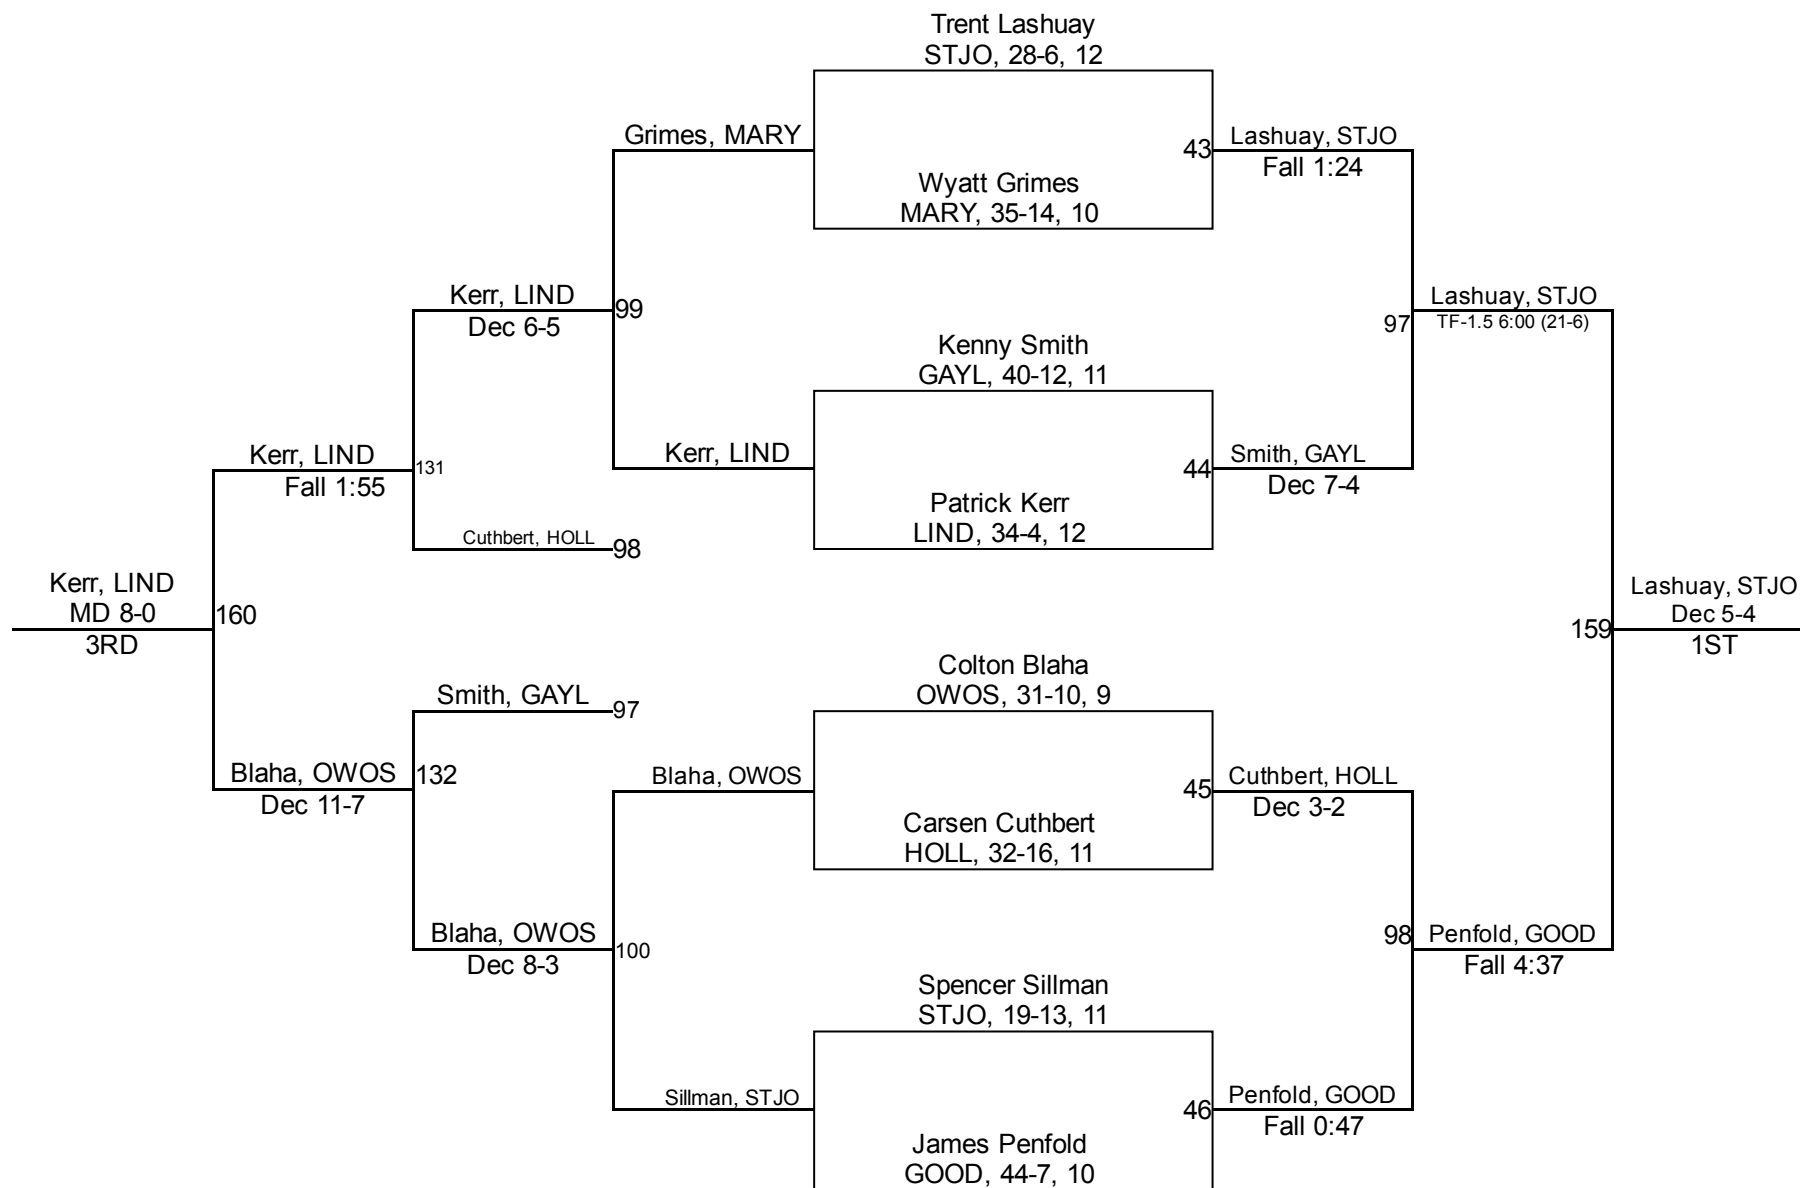 Trent Lashuay
STJO, 28-6, 12
Grimes, MARY
43
Lashuay, STJO
Fall 1:24
Wyatt Grimes
MARY, 35-14, 10
Kerr, LIND
Dec 6-5
99
97
Lashuay, STJO
TF-1.5 6:00 (21-6)
Kenny Smith
GAYL, 40-12, 11
Kerr, LIND
Fall 1:55
131
Kerr, LIND
44
Smith, GAYL
Dec 7-4
Patrick Kerr
LIND, 34-4, 12
Cuthbert, HOLL
98
Kerr, LIND
MD 8-0
3RD
160
159
Lashuay, STJO
Dec 5-4
1ST
Colton Blaha
OWOS, 31-10, 9
Smith, GAYL
97
Blaha, OWOS
Dec 11-7
132
Blaha, OWOS
45
Cuthbert, HOLL
Dec 3-2
Carsen Cuthbert
HOLL, 32-16, 11
Blaha, OWOS
Dec 8-3
100
98
Penfold, GOOD
Fall 4:37
Spencer Sillman
STJO, 19-13, 11
Sillman, STJO
46
Penfold, GOOD
Fall 0:47
James Penfold
GOOD, 44-7, 10